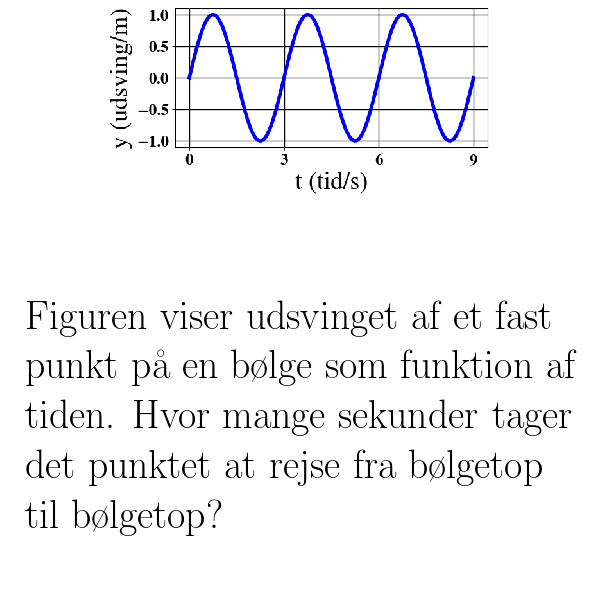 1.0
0.5
0.0
−0.5
−1.0
y (udsving/m)
0 3 6 9
t (tid/s)
Figuren viser udsvinget af et fast
punkt på en bølge som funktion af
tiden. Hvor mange sekunder tager
det punktet at rejse fra bølgetop
til bølgetop?